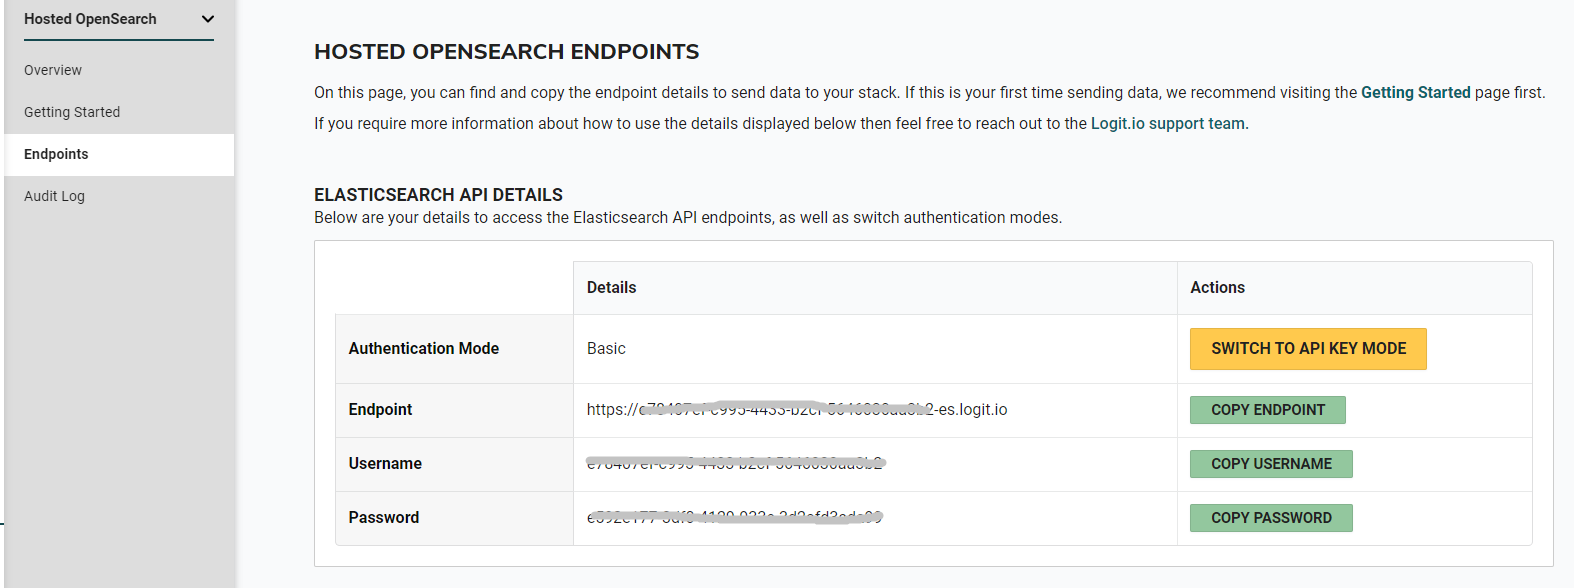 Hosted OpenSearch
Overview
Getting Started
Endpoints
Audit Log
HOSTED OPENSEARCH ENDPOINTS
On this page, you can find and copy the endpoint details to send data to your stack. If this is your first time sending data, we recommend visiting the Getting Started page first.
If you require more information about how to use the details displayed below then feel free to reach out to the Logit.io support team.
ELASTICSEARCH API DETAILS
Below are your details to access the Elasticsearch API endpoints, as well as switch authentication modes.
Details Actions
Authentication Mode Basic SWITCH TO API KEY MODE
Endpoint https:// -es.logit.io COPY ENDPOINT
Username COPY USERNAME
Password COPY PASSWORD